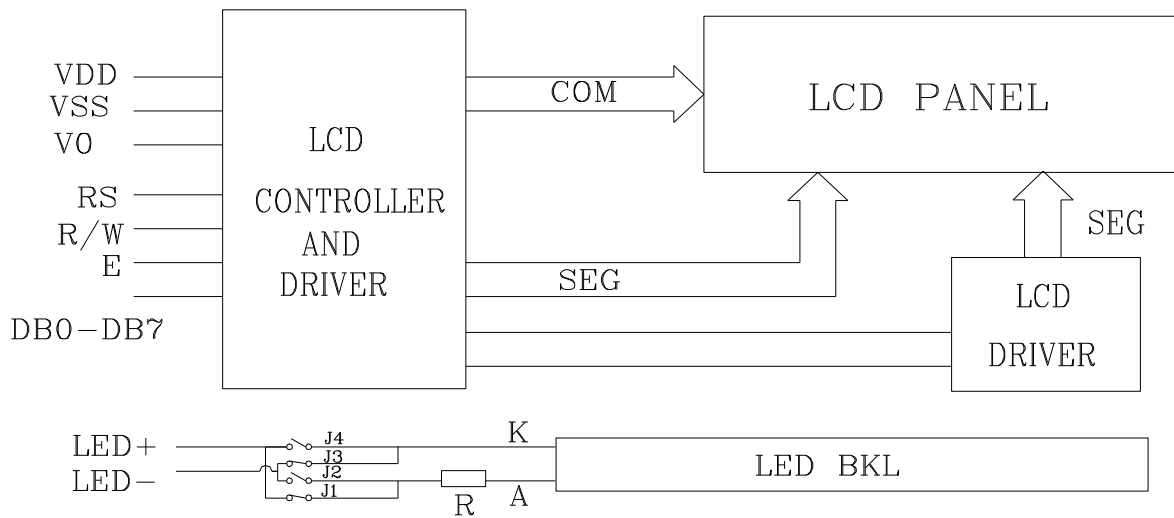 VDD
VSS
VO
RS
R/W
E
DB0-DB7
LCD
CONTROLLER
AND
DRIVER
COM
SEG
LCD PANEL
SEG
LCD
DRIVER
LED+
LED-
J4
J3
J2
J1
R
K
A
LED BKL